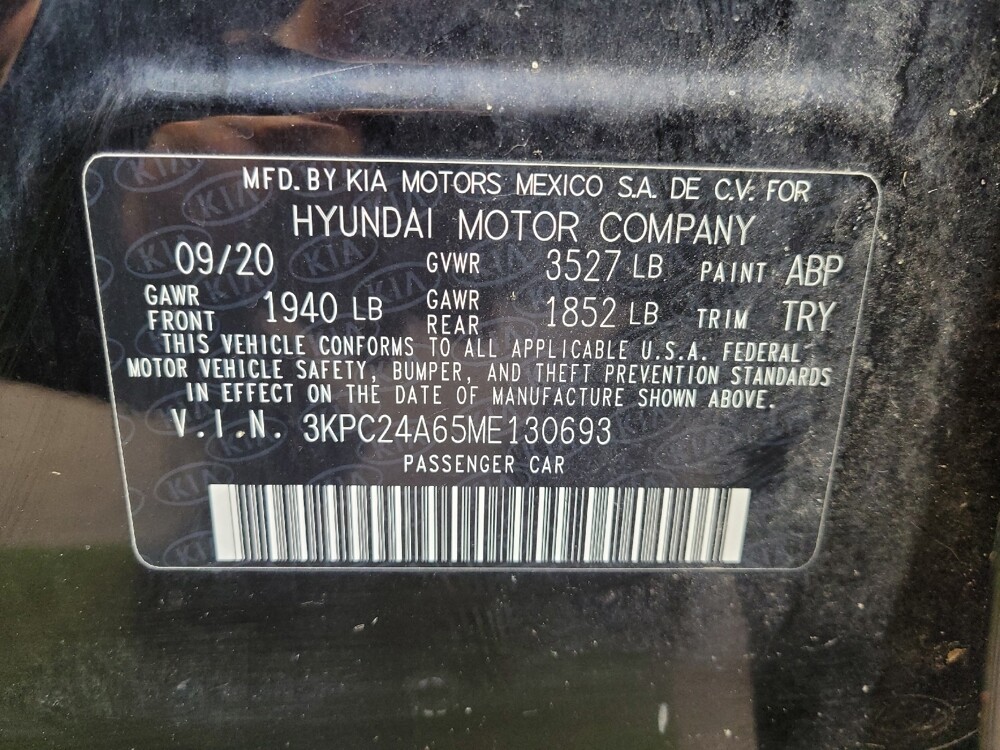 MFD. BY KIA MOTORS MEXICO S.A. DE C.V. FOR
HYUNDAI MOTOR COMPANY
09/20 GVWR 3527 LB PAINT ABP
GAWR FRONT 1940 LB GAWR REAR 1852 LB TRIM TRY
THIS VEHICLE CONFORMS TO ALL APPLICABLE U.S.A. FEDERAL
MOTOR VEHICLE SAFETY, BUMPER, AND THEFT PREVENTION STANDARDS
IN EFFECT ON THE DATE OF MANUFACTURE SHOWN ABOVE.
V.I.N. 3KPC24A65ME130693
PASSENGER CAR